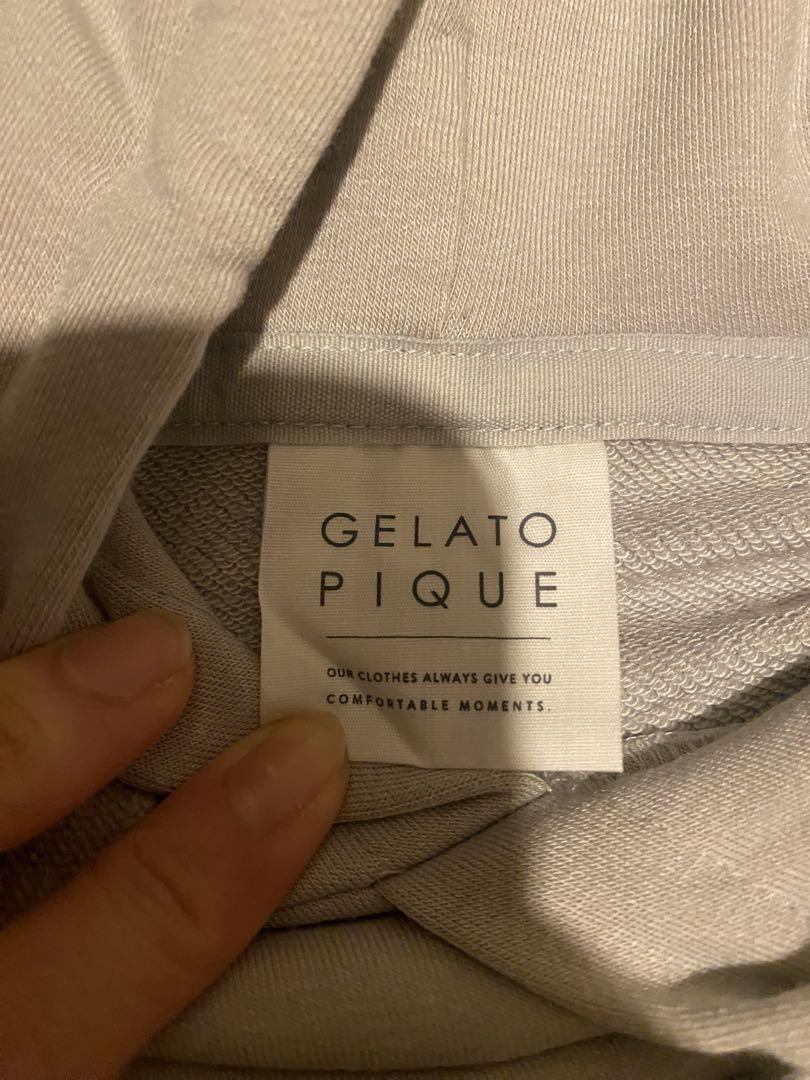 GELATO
PIQUE
OUR CLOTHES ALWAYS GIVE YOU
COMFORTABLE MOMENTS.